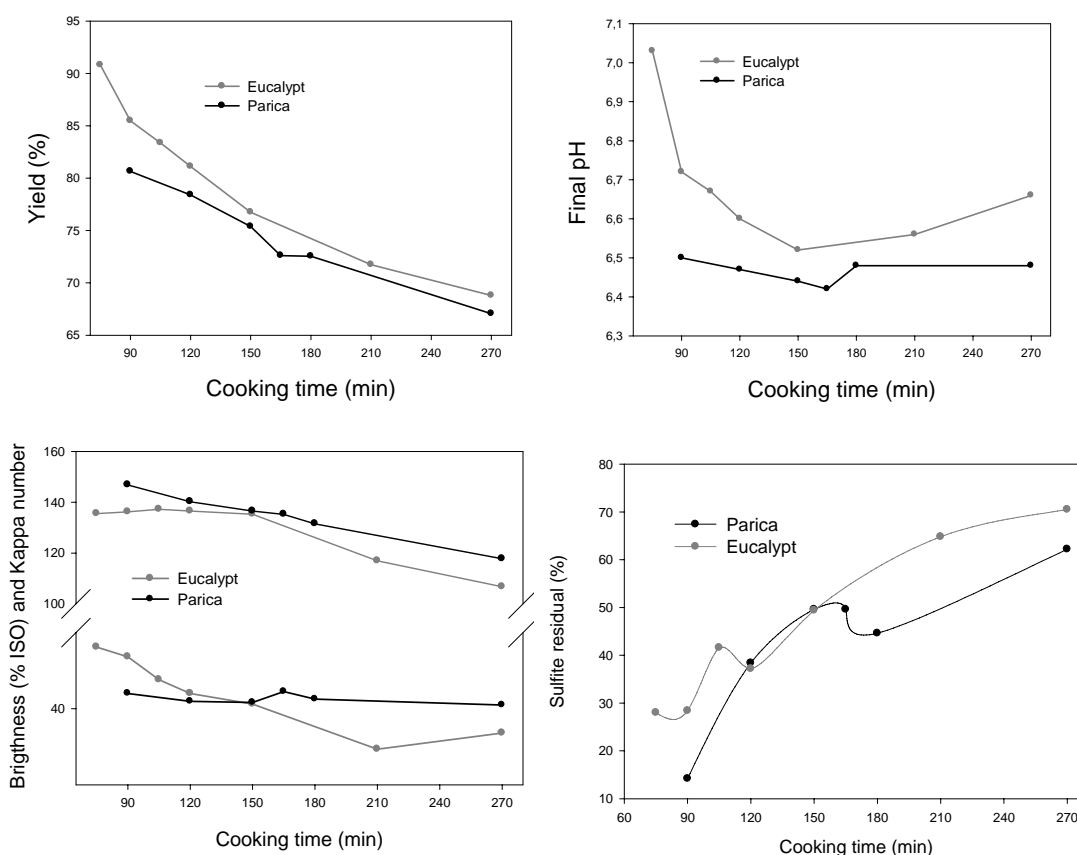 Yield (%)
95
90
85
80
75
70
65
Eucalypt
Parica
90 120 150 180 210 240 270
Cooking time (min)
Final pH
7,1
7,0
6,9
6,8
6,7
6,6
6,5
6,4
6,3
Eucalypt
Parica
90 120 150 180 210 240 270
Cooking time (min)
Brigthness (% ISO) and Kappa number
160
140
120
100
40
Eucalypt
Parica
90 120 150 180 210 240 270
Cooking time (min)
Sulfite residual (%)
80
70
60
50
40
30
20
10
Parica
Eucalypt
60 90 120 150 180 210 240 270
Cooking time (min)